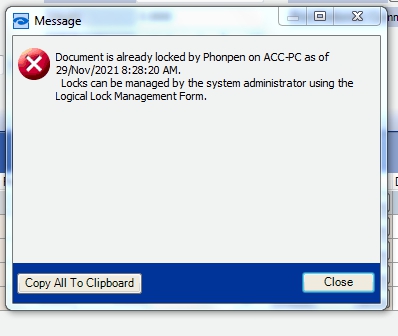 Message
Document is already locked by Phonpen on ACC-PC as of
29/Nov/2021 8:28:20 AM.
Locks can be managed by the system administrator using the
Logical Lock Management Form.
Copy All To Clipboard
Close